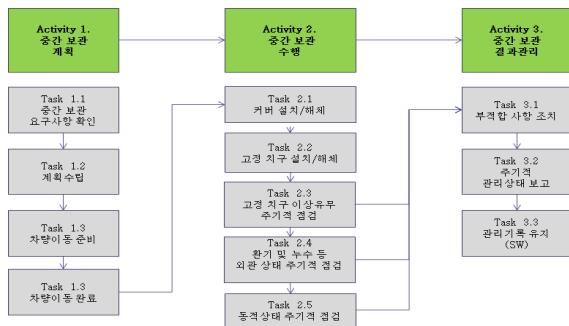 Activity 1.
중간 보관
계획
Activity 2.
중간 보관
수행
Activity 3.
중간 보관
결과관리
Task 1.1
중간 보관
요구사항 확인
Task 1.2
계획수립
Task 1.3
차량이동 준비
Task 1.3
차량이동 완료
Task 2.1
커버 설치/해체
Task 2.2
고정 치구 설치/해체
Task 2.3
고정 치구 이상유무
주기적 점검
Task 2.4
환기 및 누수 등
외관 상태 주기적 점검
Task 2.5
동적상태 주기적 점검
Task 3.1
부적합 사항 조치
Task 3.2
주기적
관리상태 보고
Task 3.3
관리기록 유지
(SW)